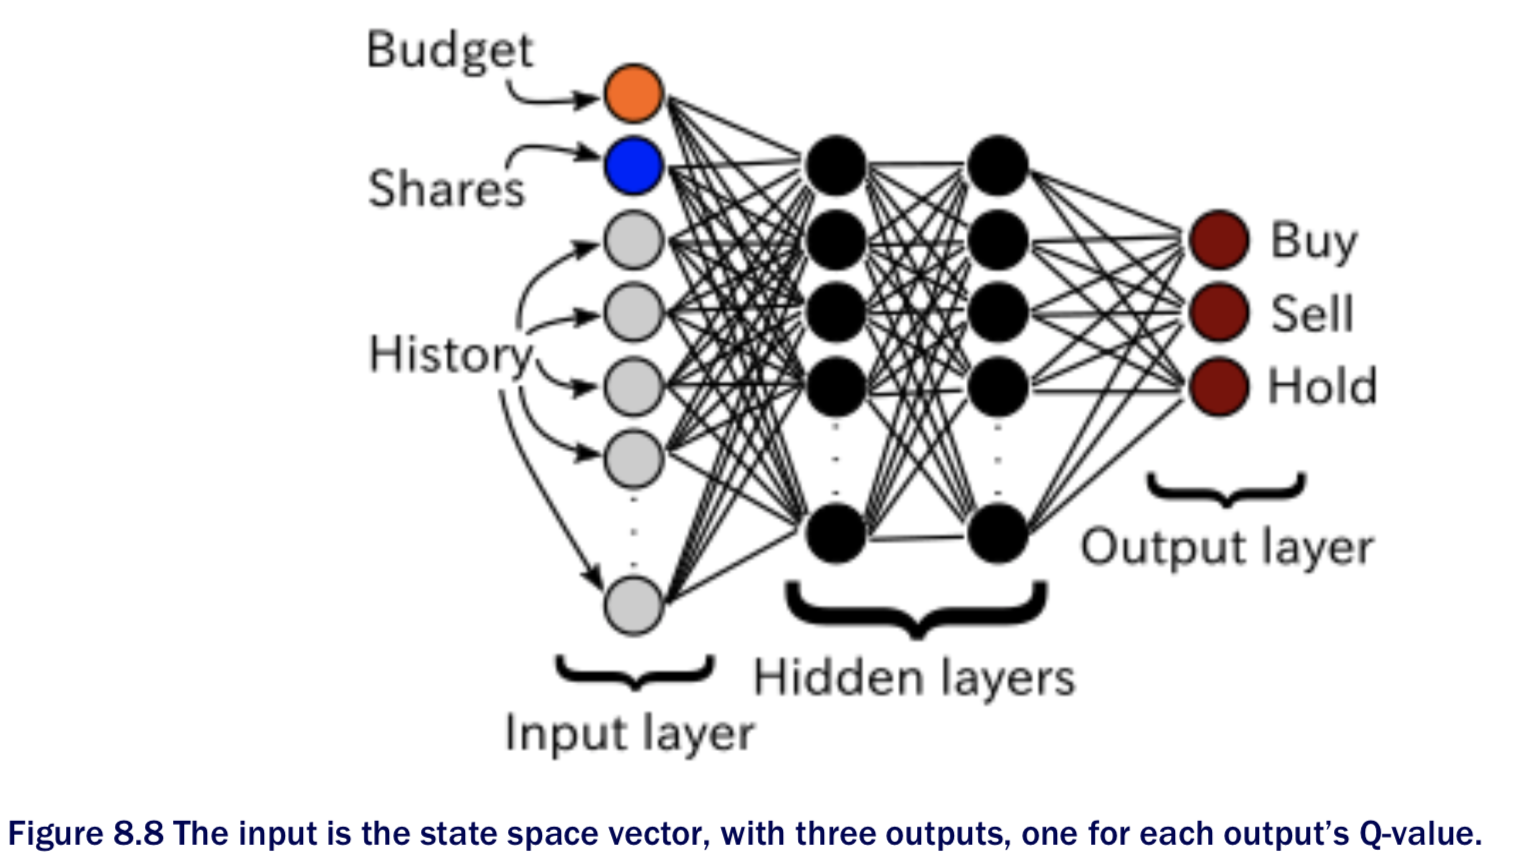 Budget
Shares
History
Buy
Sell
Hold
Output layer
Hidden layers
Input layer
Figure 8.8 The input is the state space vector, with three outputs, one for each output’s Q-value.